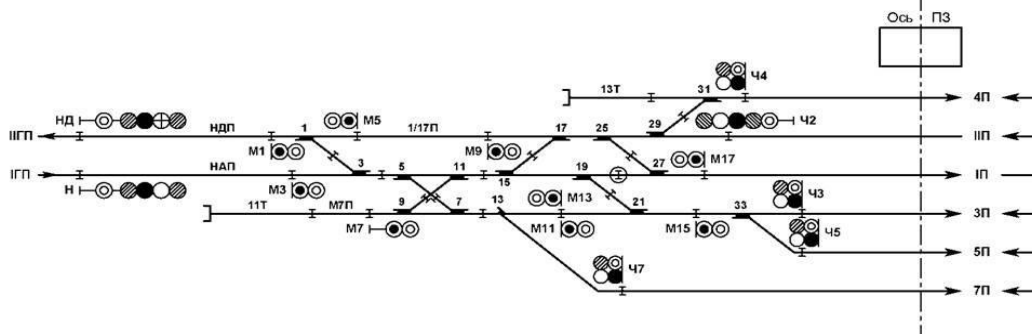 Ось ПЗ
Ч4
13Т
31
4П
НД
НДП
1
М5
1/17П
17
25
29
Ч2
IIГП
IIП
М1
М9
М17
IГП
НАП
3
5
11
15
19
27
IП
Н
М3
М13
Ч3
11Т
М7П
9
7
13
21
33
3П
М7
М11
М15
Ч5
5П
Ч7
7П